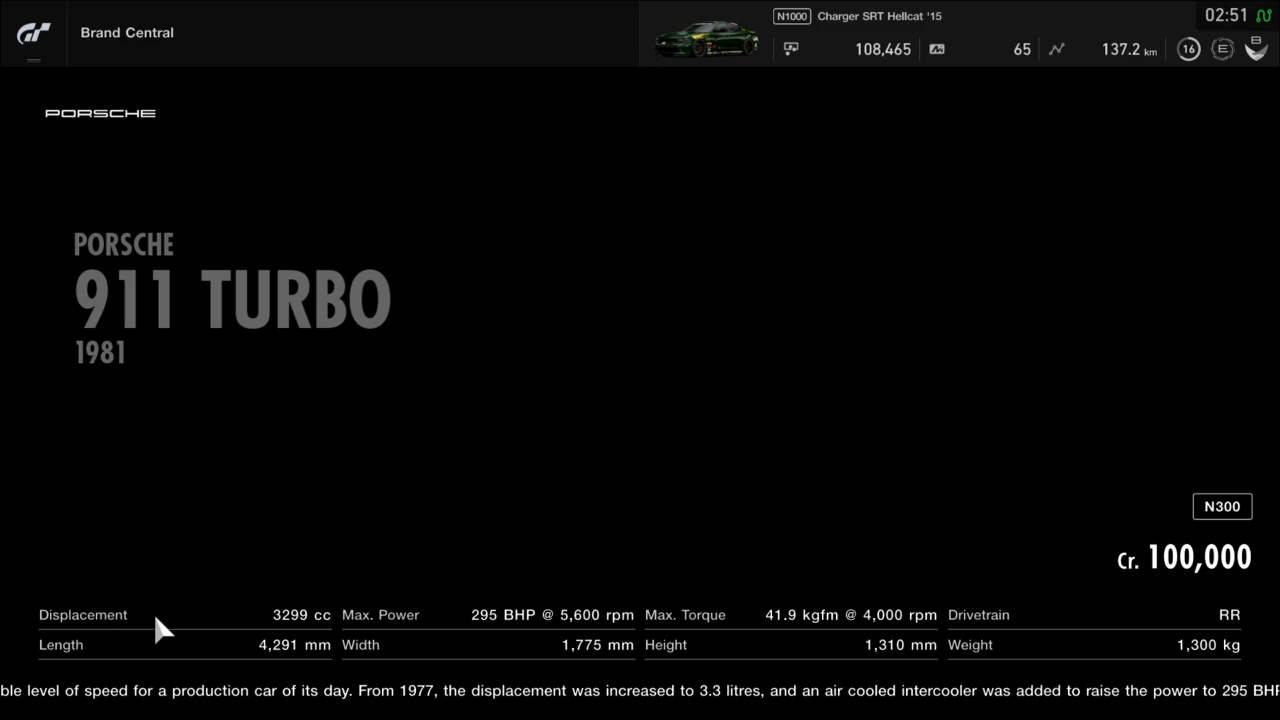 Brand Central
N1000 Charger SRT Hellcat '15
02:51
108,465 65 137.2 km 16 E B
PORSCHE
PORSCHE
911 TURBO
1981
N300
Cr. 100,000
Displacement 3299 cc Max. Power 295 BHP @ 5,600 rpm Max. Torque 41.9 kgfm @ 4,000 rpm Drivetrain RR
Length 4,291 mm Width 1,775 mm Height 1,310 mm Weight 1,300 kg
ble level of speed for a production car of its day. From 1977, the displacement was increased to 3.3 litres, and an air cooled intercooler was added to raise the power to 295 BHP